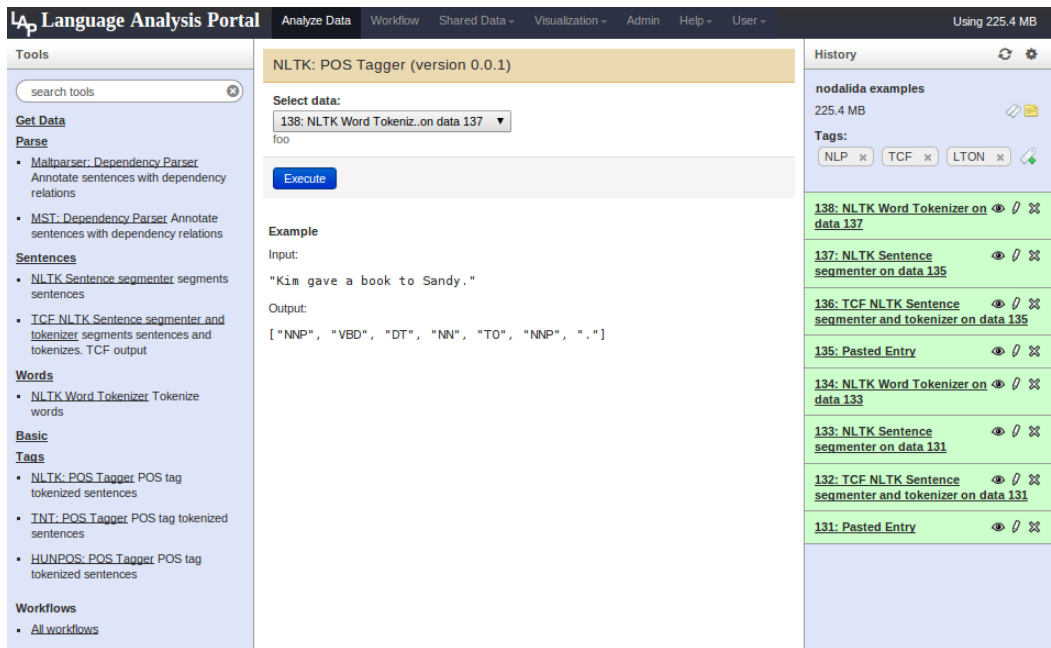 LAP Language Analysis Portal
Analyze Data
Workflow
Shared Data
Visualization
Admin
Help
User
Using 225.4 MB
Tools
search tools
Get Data
Parse
Maltparser: Dependency Parser
Annotate sentences with dependency
relations
MST: Dependency Parser Annotate
sentences with dependency relations
Sentences
NLTK Sentence segmenter segments
sentences
TCF NLTK Sentence segmenter and
tokenizer segments sentences and
tokenizes. TCF output
Words
NLTK Word Tokenizer Tokenize
words
Basic
Tags
NLTK: POS Tagger POS tag
tokenized sentences
TNT: POS Tagger POS tag tokenized
sentences
HUNPOS: POS Tagger POS tag
tokenized sentences
Workflows
All workflows
NLTK: POS Tagger (version 0.0.1)
Select data:
138: NLTK Word Tokeniz..on data 137
foo
Execute
Example
Input:
"Kim gave a book to Sandy."
Output:
["NNP", "VBD", "DT", "NN", "TO", "NNP", "."]
History
nodalida examples
225.4 MB
Tags:
NLP x
TCF x
LTON x
138: NLTK Word Tokenizer on
data 137
137: NLTK Sentence
segmenter on data 135
136: TCF NLTK Sentence
segmenter and tokenizer on data 135
135: Pasted Entry
134: NLTK Word Tokenizer on
data 133
133: NLTK Sentence
segmenter on data 131
132: TCF NLTK Sentence
segmenter and tokenizer on data 131
131: Pasted Entry